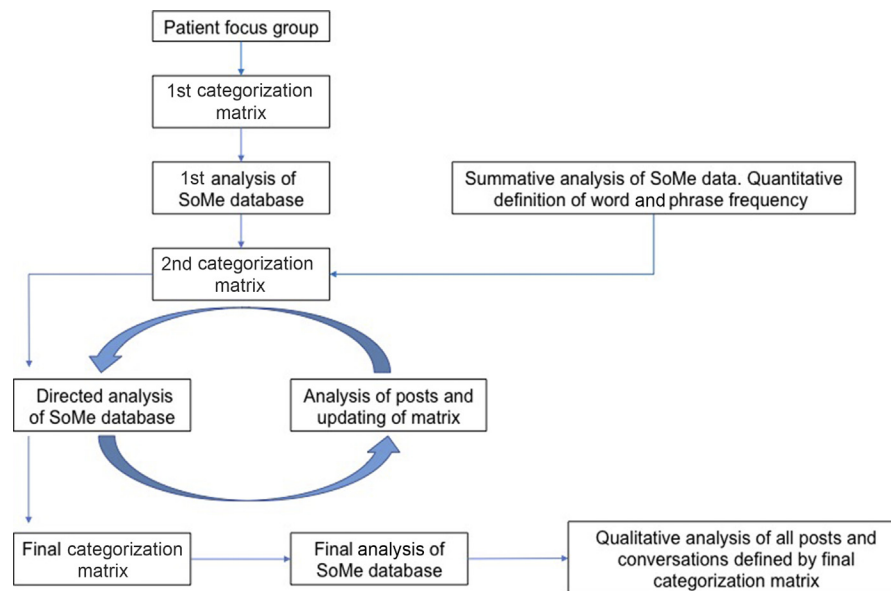 Patient focus group
1st categorization
matrix
1st analysis of
SoMe database
Summative analysis of SoMe data. Quantitative
definition of word and phrase frequency
2nd categorization
matrix
Directed analysis
of SoMe database
Analysis of posts and
updating of matrix
Final categorization
matrix
Final analysis of
SoMe database
Qualitative analysis of all posts and
conversations defined by final
categorization matrix